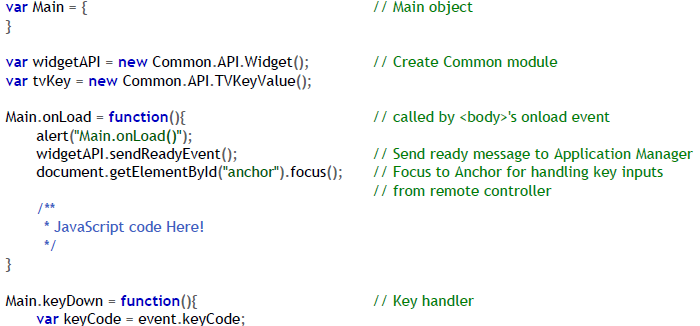 var Main = { // Main object
}
var widgetAPI = new Common.API.Widget(); // Create Common module
var tvKey = new Common.API.TVKeyValue();
Main.onLoad = function(){ // called by <body>'s onload event
alert("Main.onLoad()");
widgetAPI.sendReadyEvent(); // Send ready message to Application Manager
document.getElementById("anchor").focus(); // Focus to Anchor for handling key inputs
// from remote controller
/**
* JavaScript code Here!
*/
}
Main.keyDown = function(){ // Key handler
var keyCode = event.keyCode;